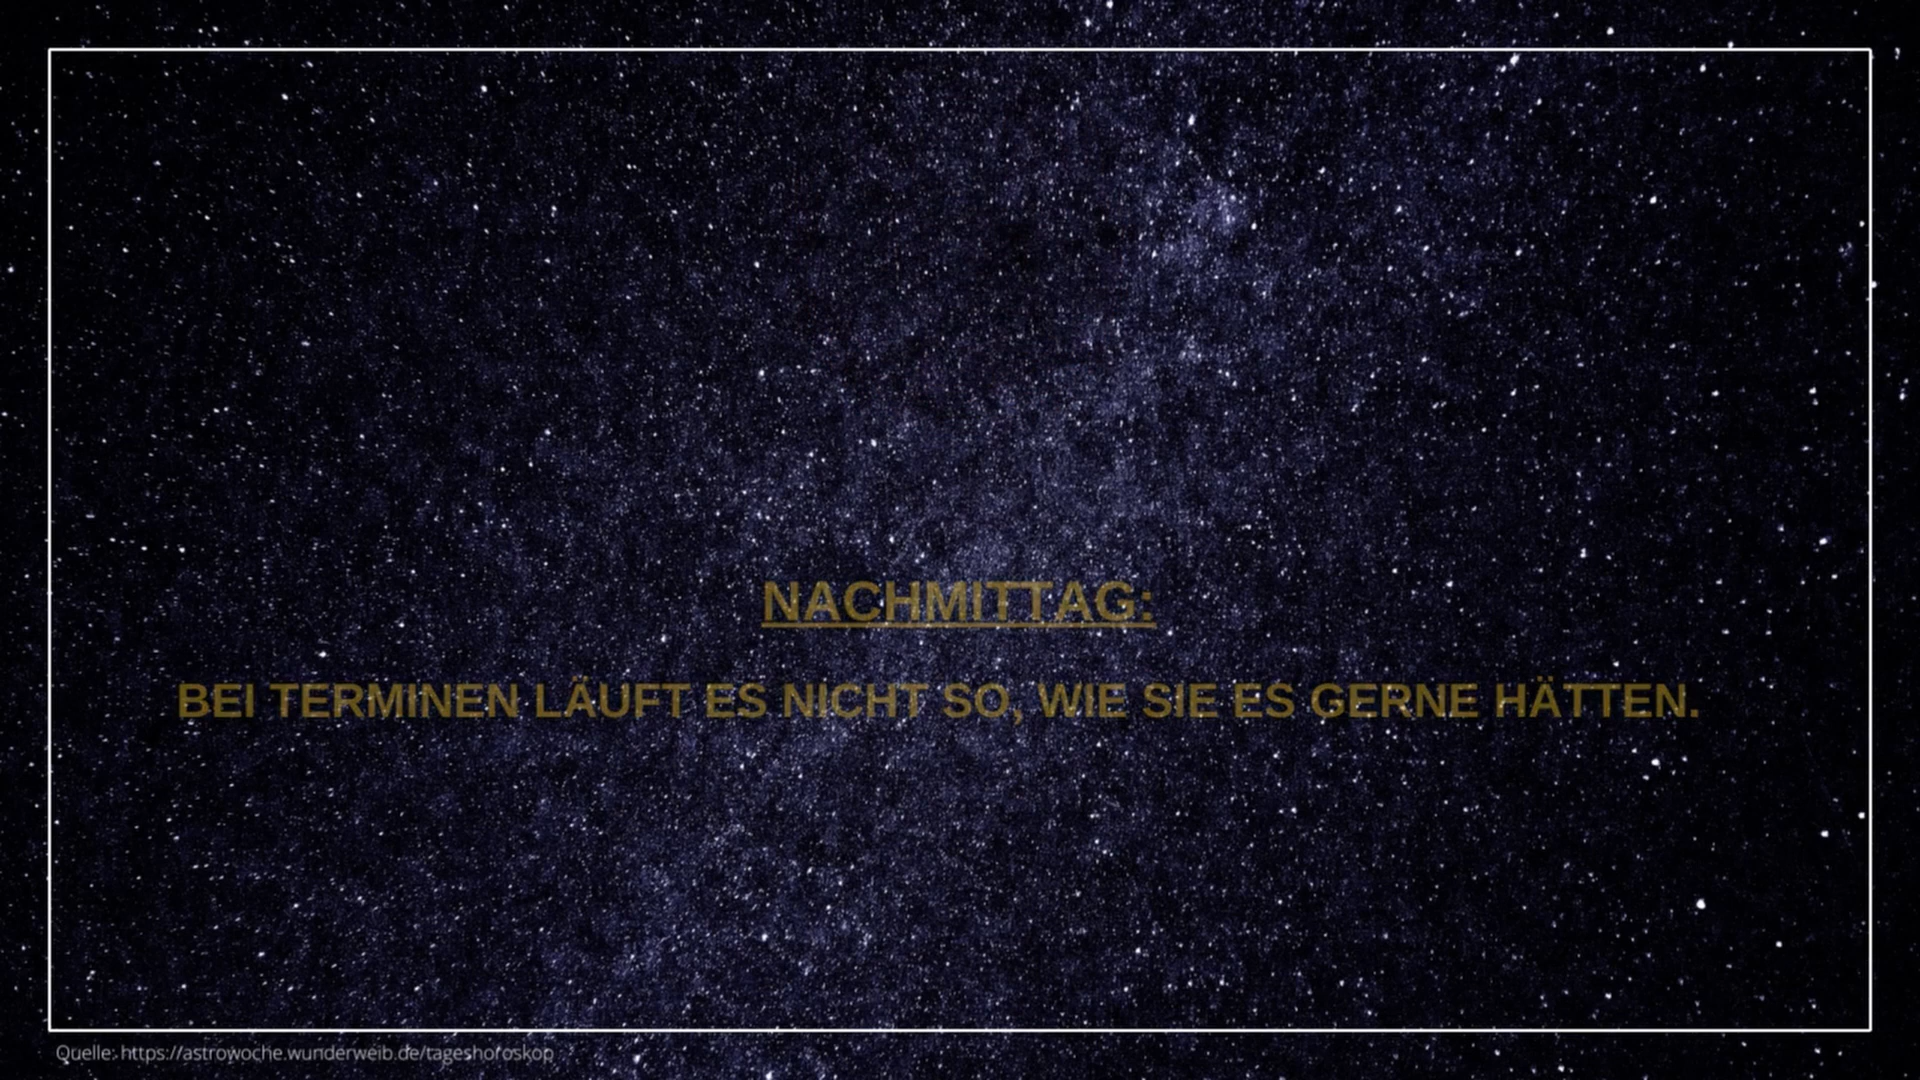 NACHMITTAG:
BEI TERMINEN LÄUFT ES NICHT SO, WIE SIE ES GERNE HÄTTEN.
Quelle: https://astrowoche.wunderweib.de/tageshoroskop